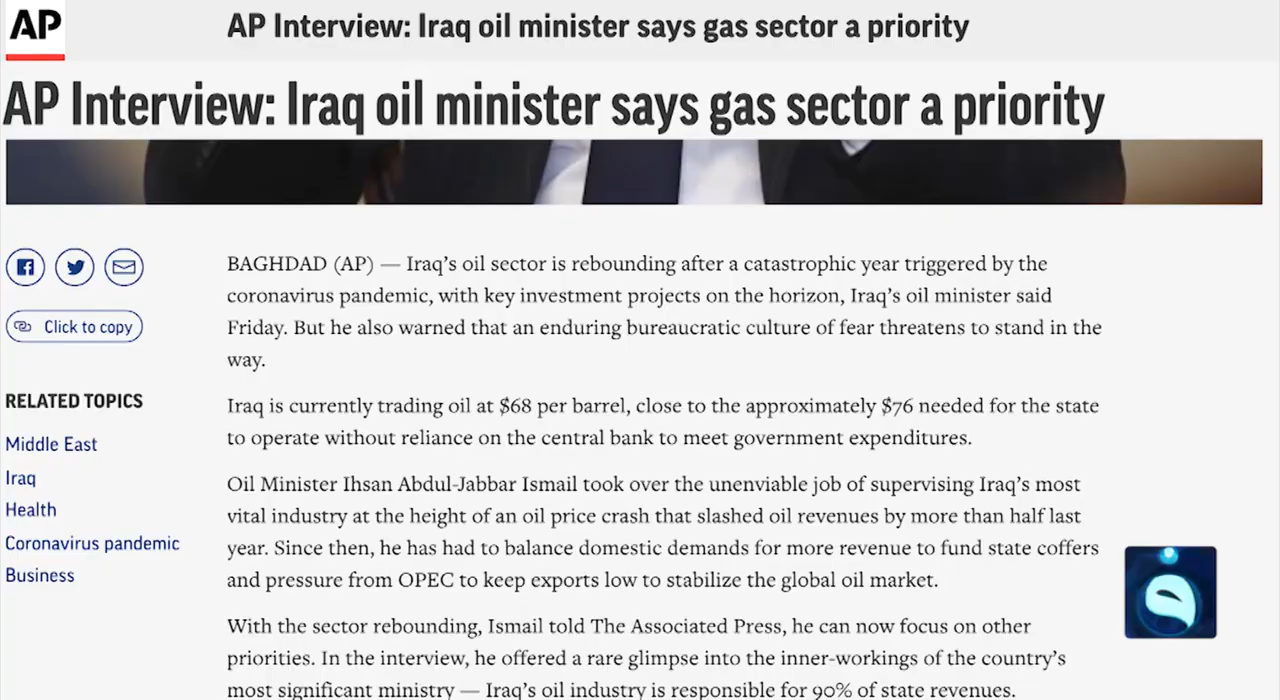 AP
AP Interview: Iraq oil minister says gas sector a priority
AP Interview: Iraq oil minister says gas sector a priority
Click to copy
RELATED TOPICS
Middle East
Iraq
Health
Coronavirus pandemic
Business
BAGHDAD (AP) — Iraq’s oil sector is rebounding after a catastrophic year triggered by the
coronavirus pandemic, with key investment projects on the horizon, Iraq’s oil minister said
Friday. But he also warned that an enduring bureaucratic culture of fear threatens to stand in the
way.
Iraq is currently trading oil at $68 per barrel, close to the approximately $76 needed for the state
to operate without reliance on the central bank to meet government expenditures.
Oil Minister Ihsan Abdul-Jabbar Ismail took over the unenviable job of supervising Iraq’s most
vital industry at the height of an oil price crash that slashed oil revenues by more than half last
year. Since then, he has had to balance domestic demands for more revenue to fund state coffers
and pressure from OPEC to keep exports low to stabilize the global oil market.
With the sector rebounding, Ismail told The Associated Press, he can now focus on other
priorities. In the interview, he offered a rare glimpse into the inner-workings of the country’s
most significant ministry — Iraq’s oil industry is responsible for 90% of state revenues.